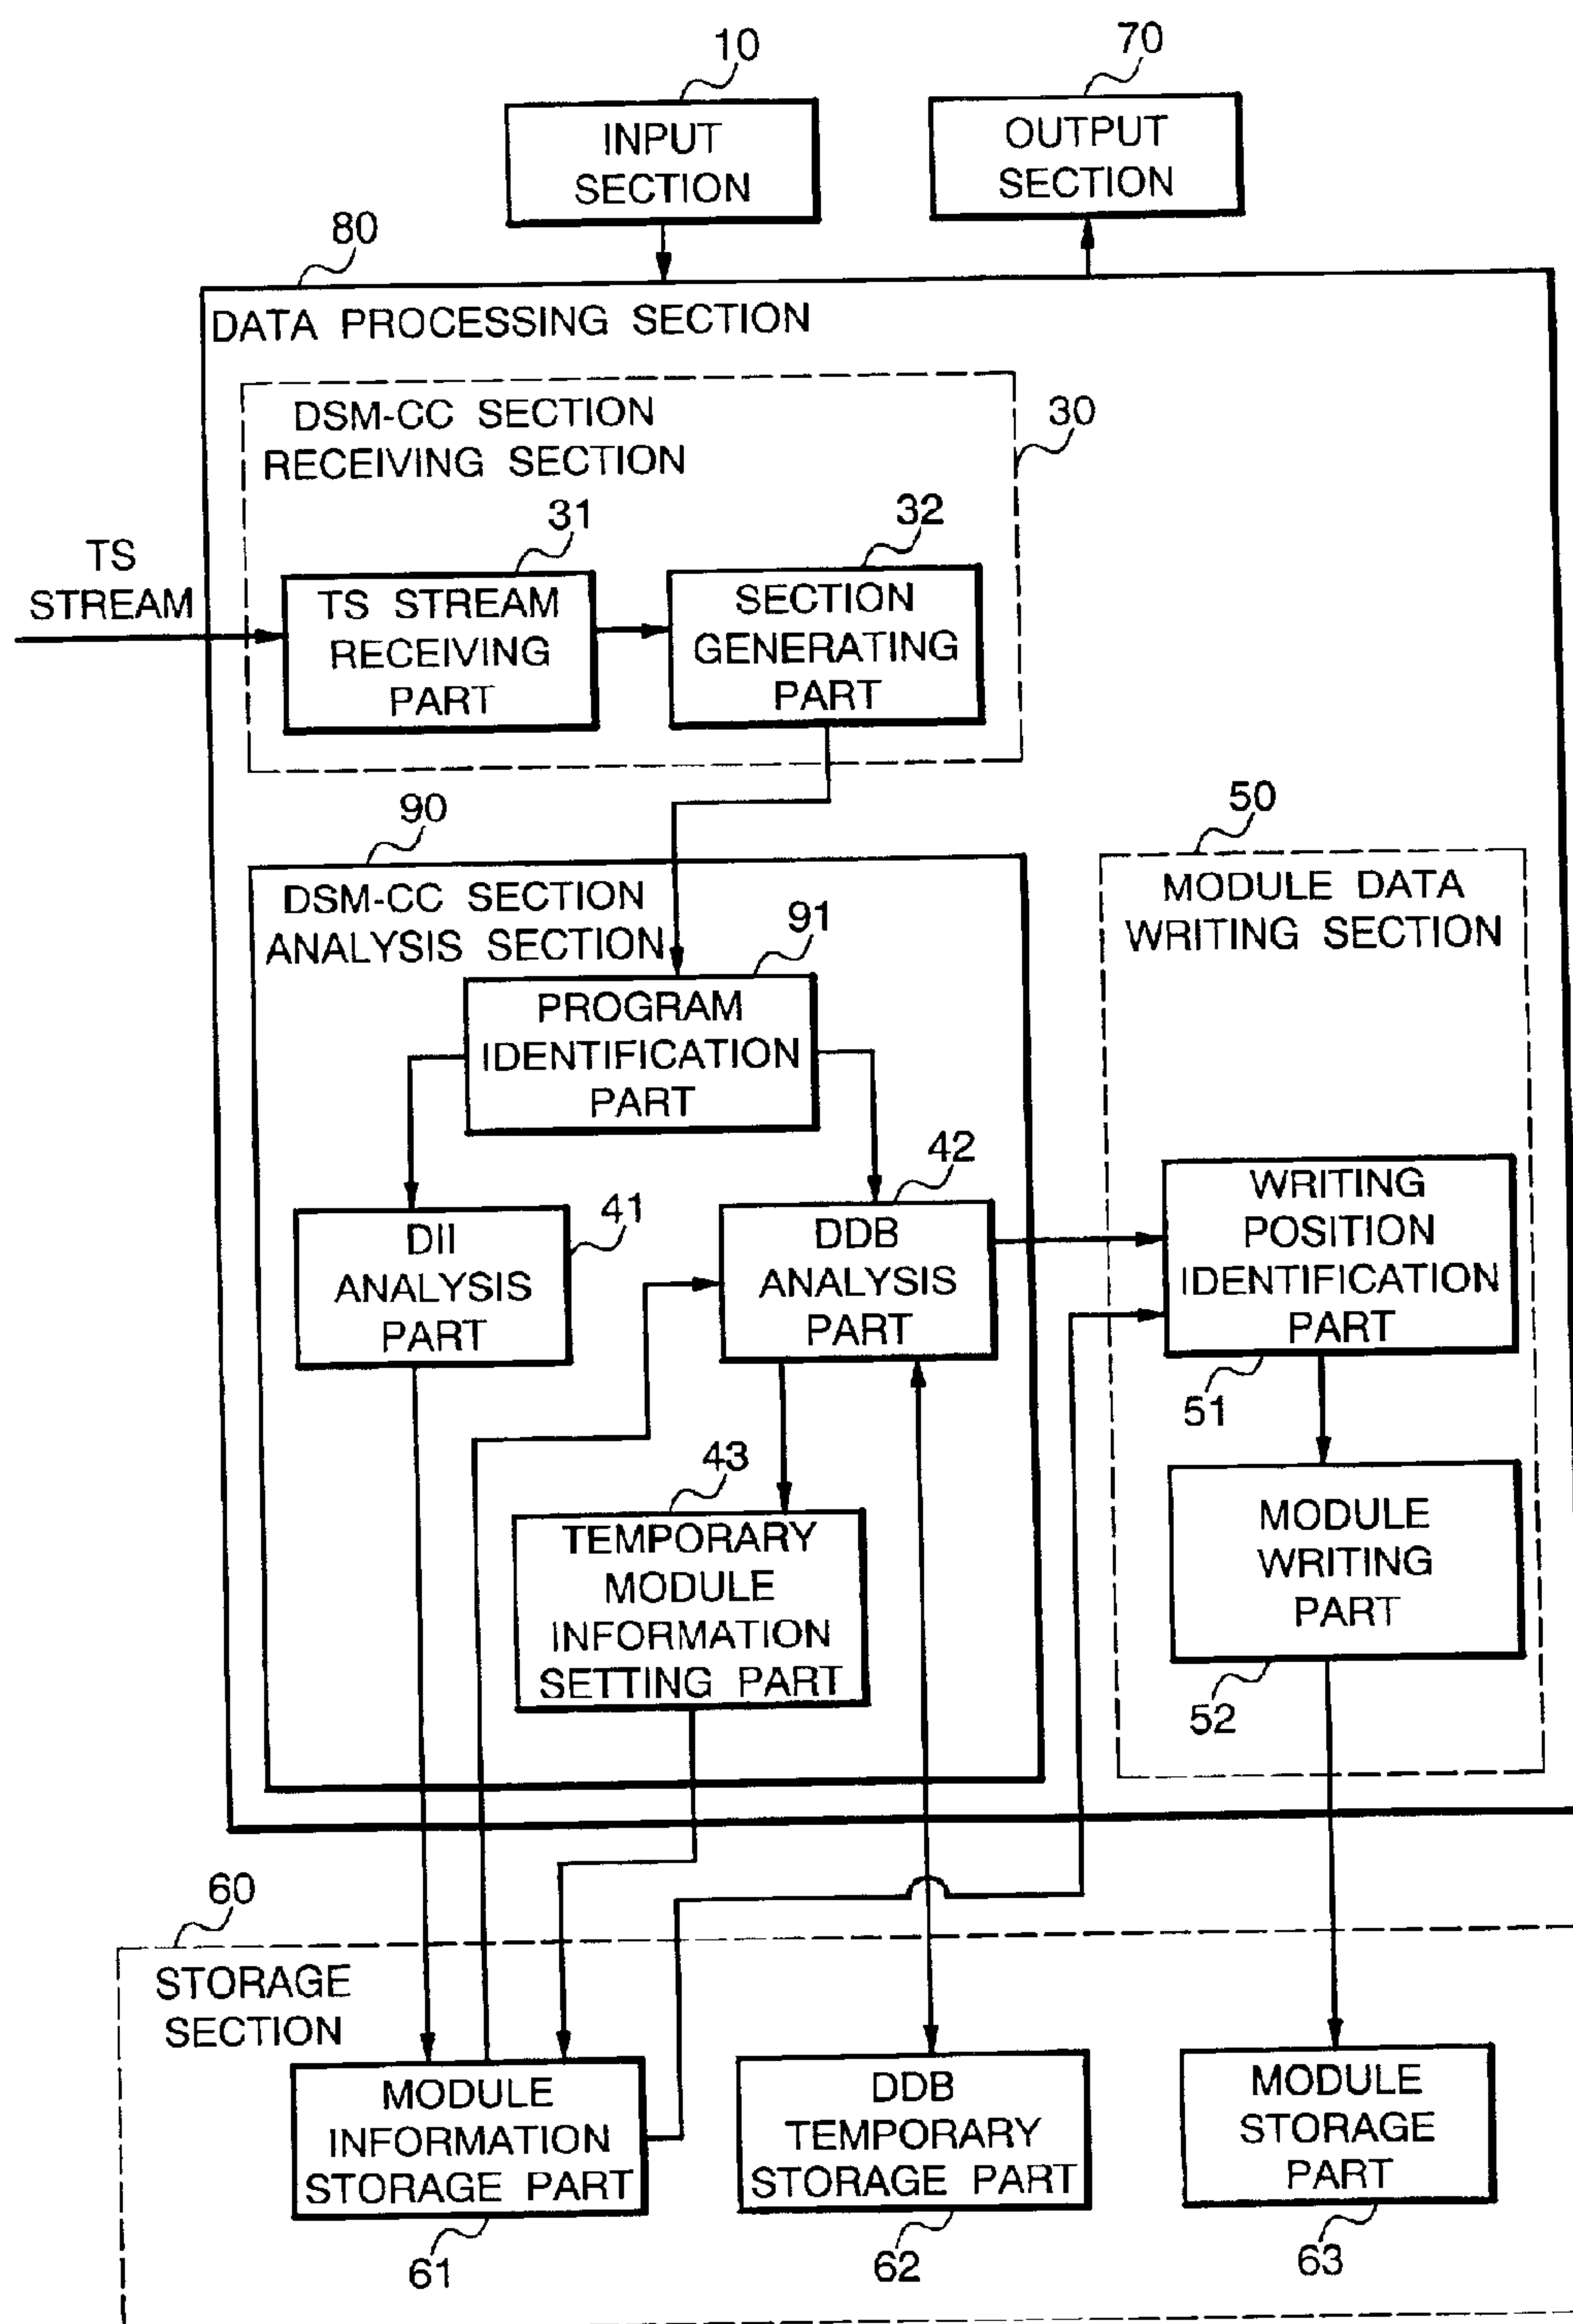 10
70
INPUT
SECTION
OUTPUT
SECTION
80
DATA PROCESSING SECTION
DSM-CC SECTION
RECEIVING SECTION
30
31
32
TS
STREAM
TS STREAM
RECEIVING
PART
SECTION
GENERATING
PART
90
50
DSM-CC SECTION
ANALYSIS SECTION
MODULE DATA
WRITING SECTION
91
PROGRAM
IDENTIFICATION
PART
41
42
DII
ANALYSIS
PART
DDB
ANALYSIS
PART
WRITING
POSITION
IDENTIFICATION
PART
51
43
TEMPORARY
MODULE
INFORMATION
SETTING PART
MODULE
WRITING
PART
52
60
STORAGE
SECTION
MODULE
INFORMATION
STORAGE PART
DDB
TEMPORARY
STORAGE PART
MODULE
STORAGE
PART
61
62
63